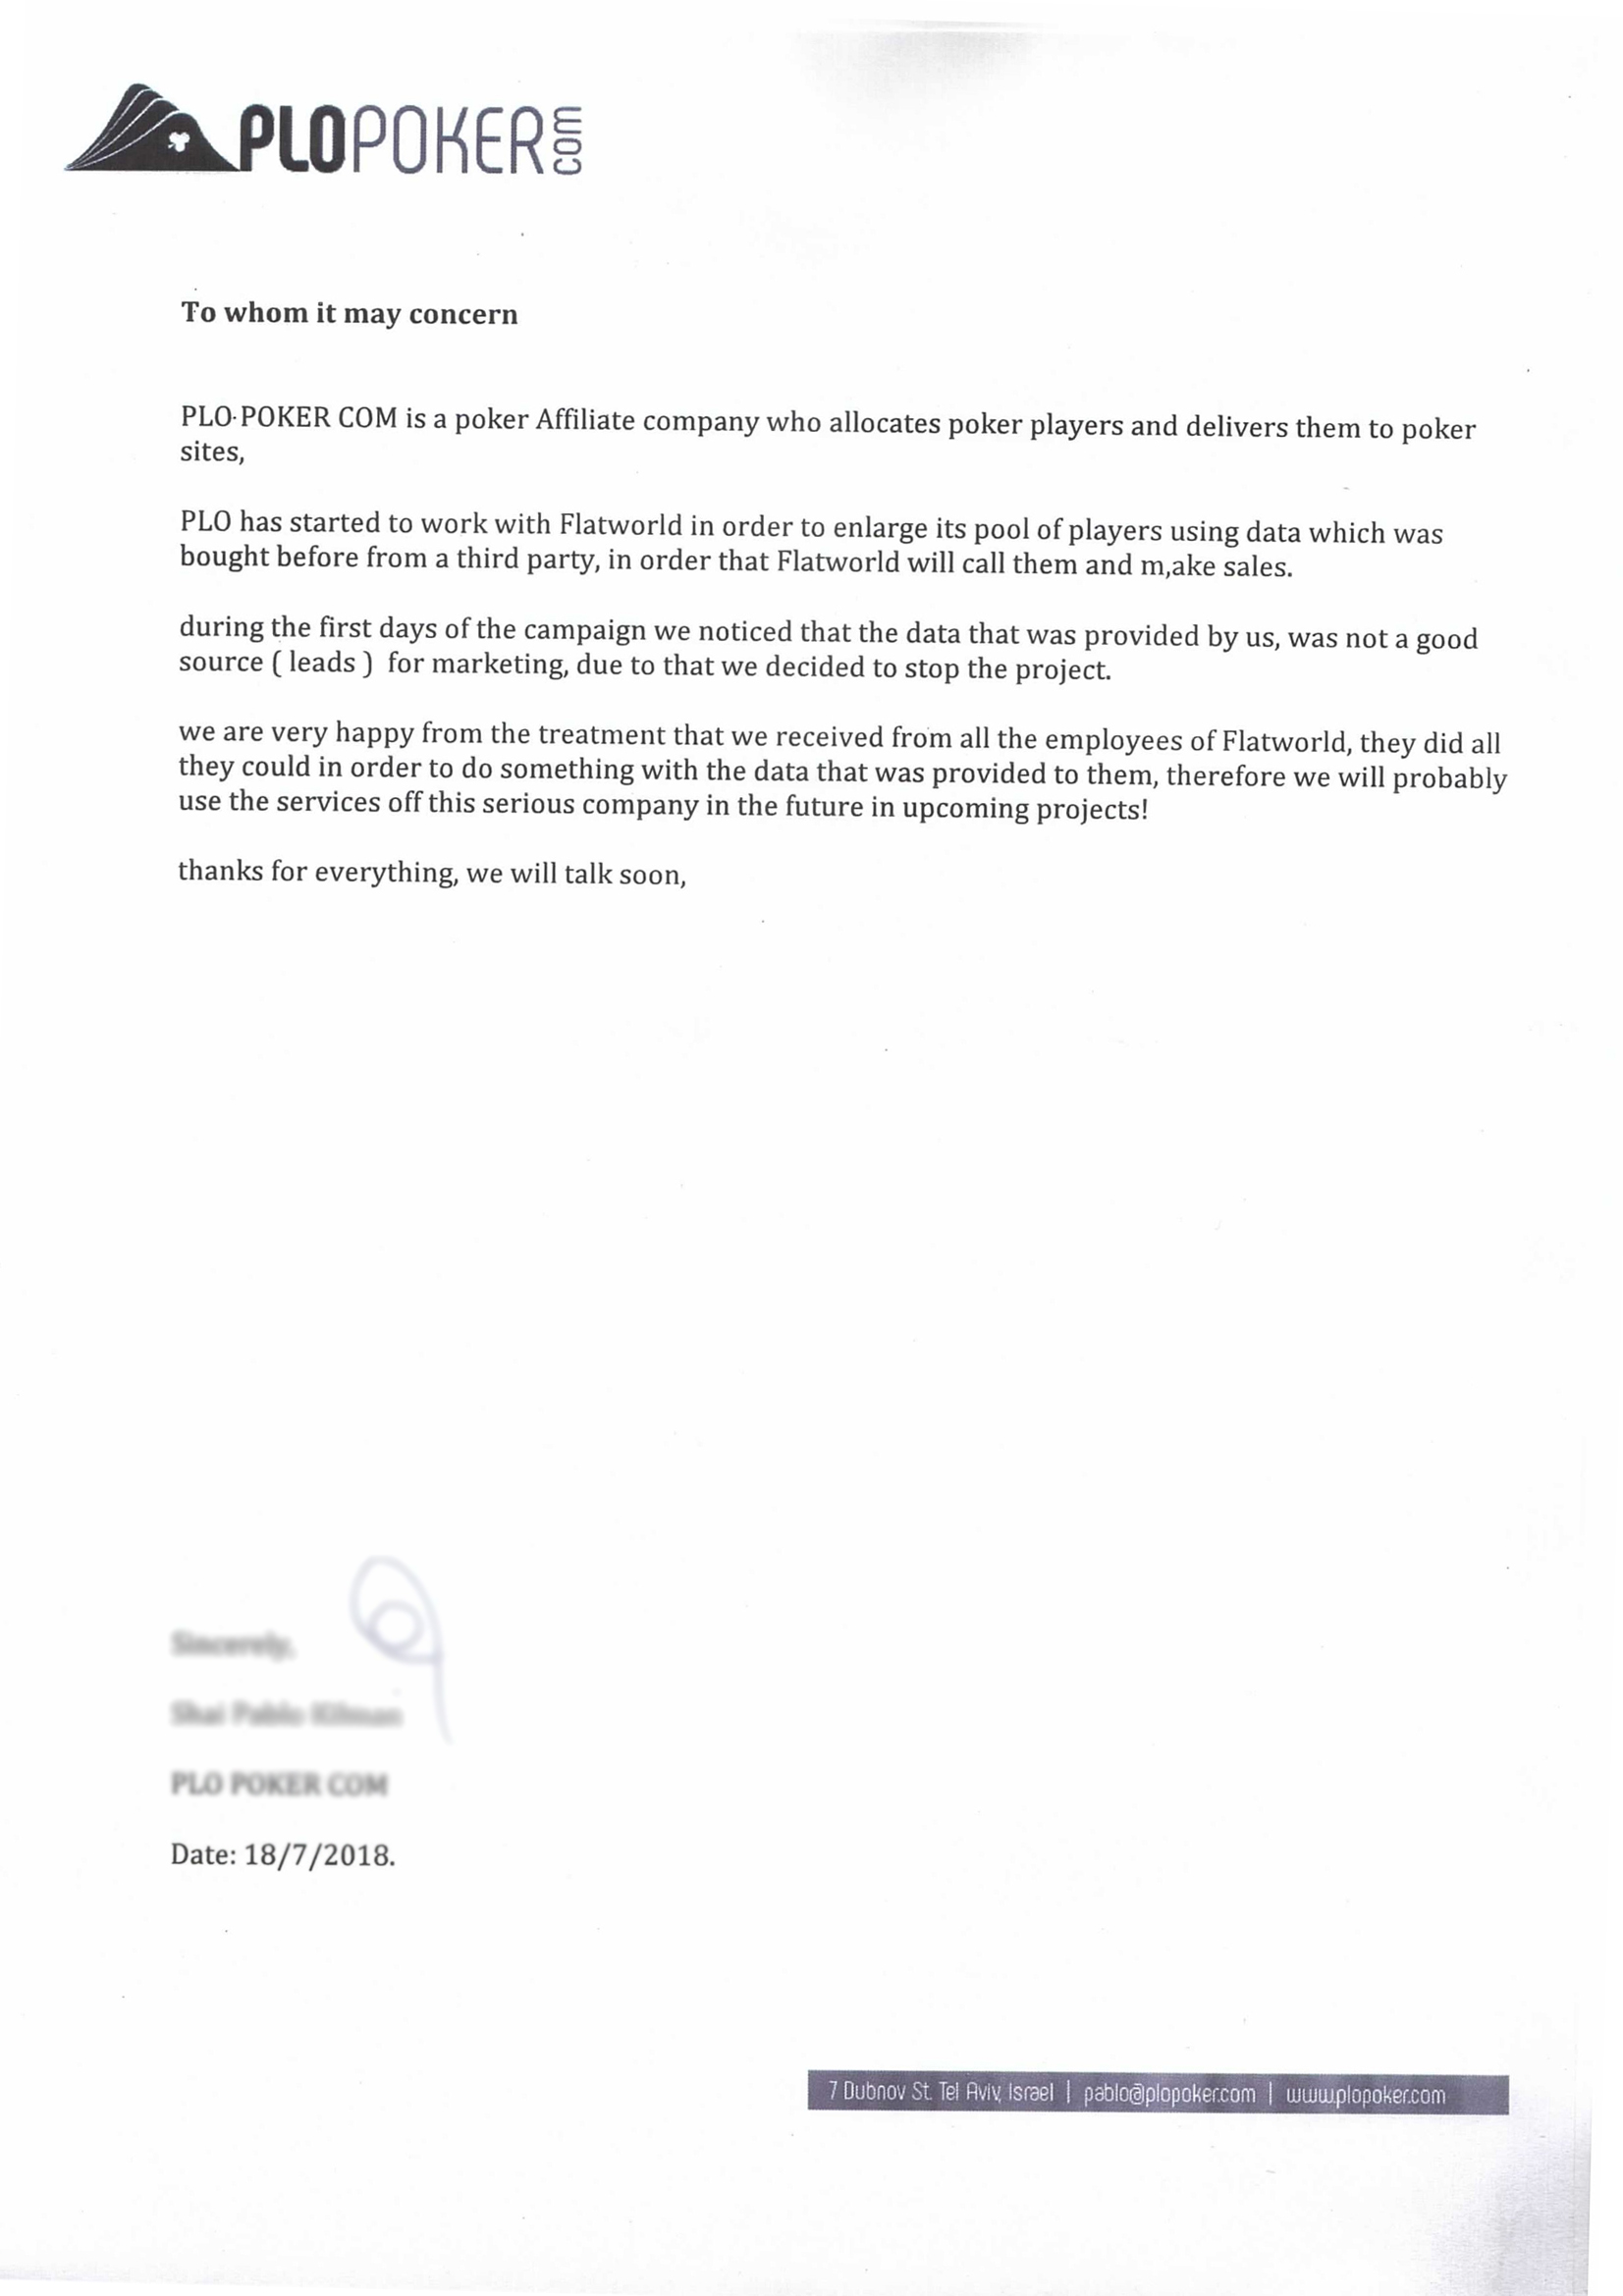 PLOPOKER COM
To whom it may concern
PLO·POKER COM is a poker Affiliate company who allocates poker players and delivers them to poker
sites,
PLO has started to work with Flatworld in order to enlarge its pool of players using data which was
bought before from a third party, in order that Flatworld will call them and m,ake sales.
during the first days of the campaign we noticed that the data that was provided by us, was not a good
source ( leads )  for marketing, due to that we decided to stop the project.
we are very happy from the treatment that we received from all the employees of Flatworld, they did all
they could in order to do something with the data that was provided to them, therefore we will probably
use the services off this serious company in the future in upcoming projects!
thanks for everything, we will talk soon,
Sincerely,
PLO POKER COM
Date: 18/7/2018.
7 Dubnov St. Tel Aviv, Israel | pablo@plopoker.com | www.plopoker.com